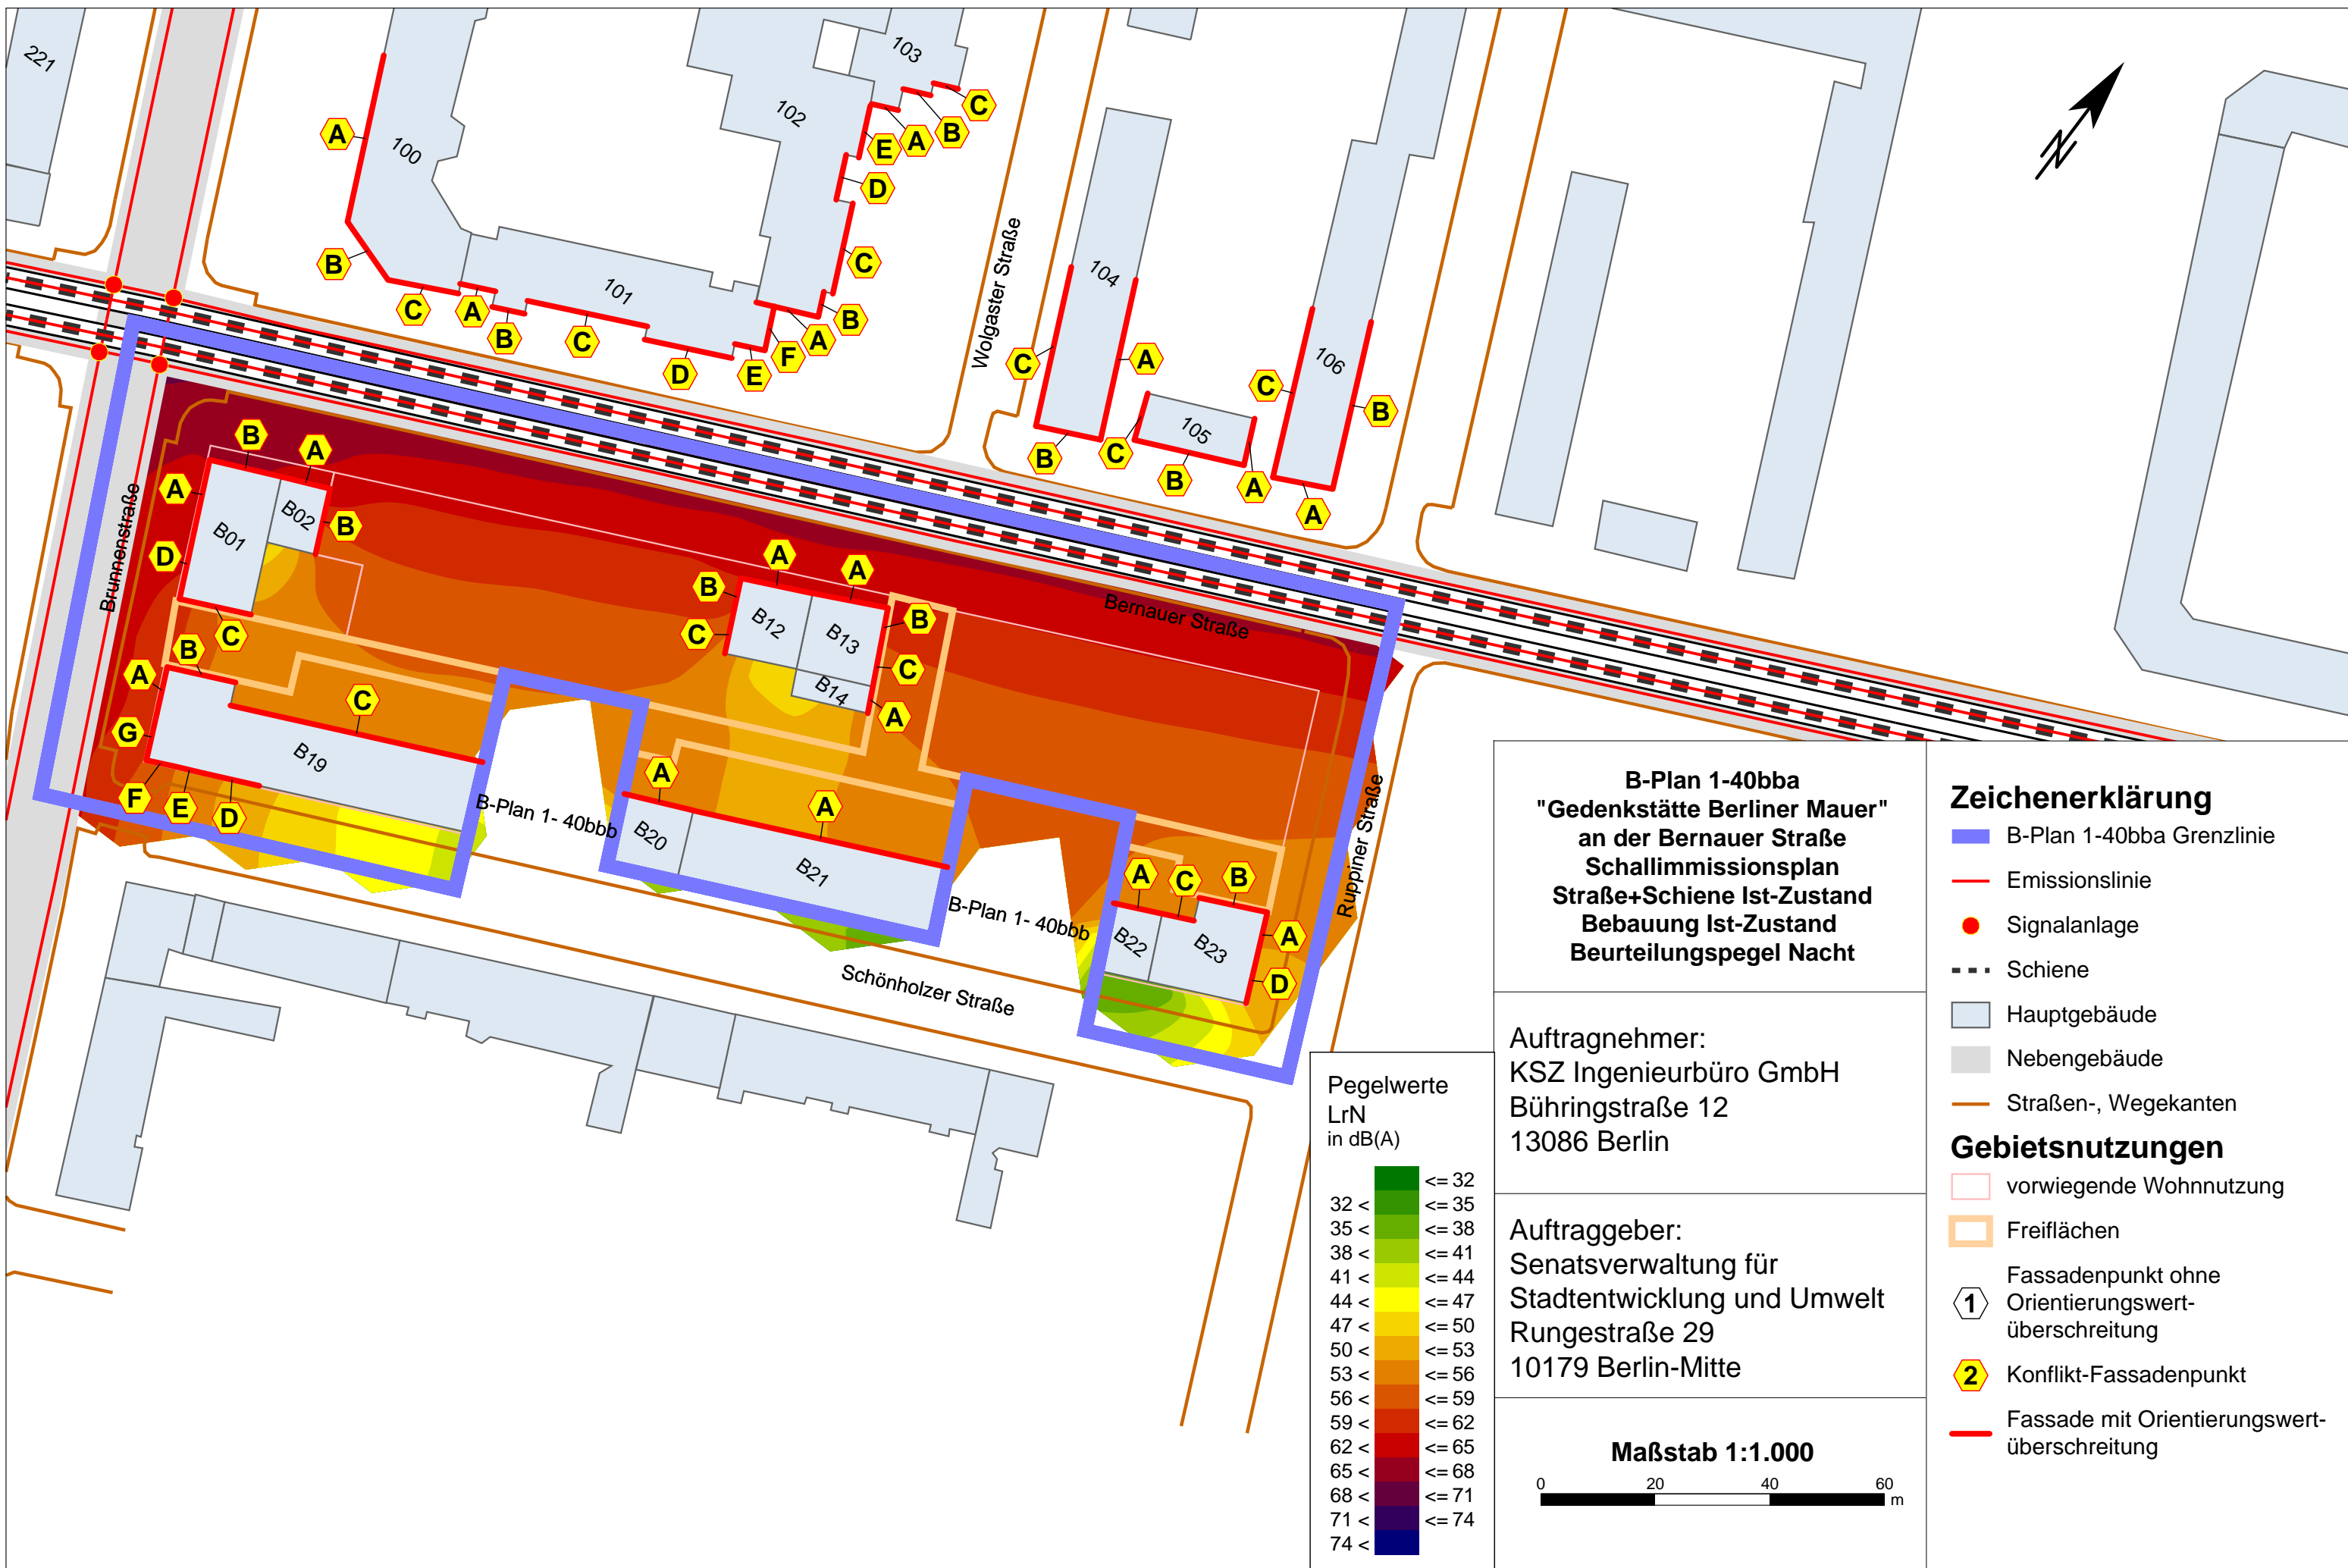 221
103
102
100
101
104
105
106
A
B
C
A
B
C
D
E
F
A
B
C
D
E
A
B
C
C
B
A
C
B
A
C
B
A
Wolgaster Straße
Brunnenstraße
Bernauer Straße
Ruppiner Straße
Schönholzer Straße
B-Plan 1- 40bbb
B-Plan 1- 40bbb
B
A
A
B
D
C
B01
B02
B
A
A
B
C
C
A
B12
B13
B14
A
B
C
G
F
E
D
B19
A
A
B20
B21
A
C
B
A
D
B22
B23
N
B-Plan 1-40bba
"Gedenkstätte Berliner Mauer"
an der Bernauer Straße
Schallimmissionsplan
Straße+Schiene Ist-Zustand
Bebauung Ist-Zustand
Beurteilungspegel Nacht
Auftragnehmer:
KSZ Ingenieurbüro GmbH
Bühringstraße 12
13086 Berlin
Auftraggeber:
Senatsverwaltung für
Stadtentwicklung und Umwelt
Rungestraße 29
10179 Berlin-Mitte
Maßstab 1:1.000
0 20 40 60
m
Pegelwerte
LrN
in dB(A)
<= 32
32 < <= 35
35 < <= 38
38 < <= 41
41 < <= 44
44 < <= 47
47 < <= 50
50 < <= 53
53 < <= 56
56 < <= 59
59 < <= 62
62 < <= 65
65 < <= 68
68 < <= 71
71 < <= 74
74 <
Zeichenerklärung
B-Plan 1-40bba Grenzlinie
Emissionslinie
Signalanlage
Schiene
Hauptgebäude
Nebengebäude
Straßen-, Wegekanten
Gebietsnutzungen
vorwiegende Wohnnutzung
Freiflächen
Fassadenpunkt ohne
1 Orientierungswert-
überschreitung
2 Konflikt-Fassadenpunkt
Fassade mit Orientierungswert-
überschreitung